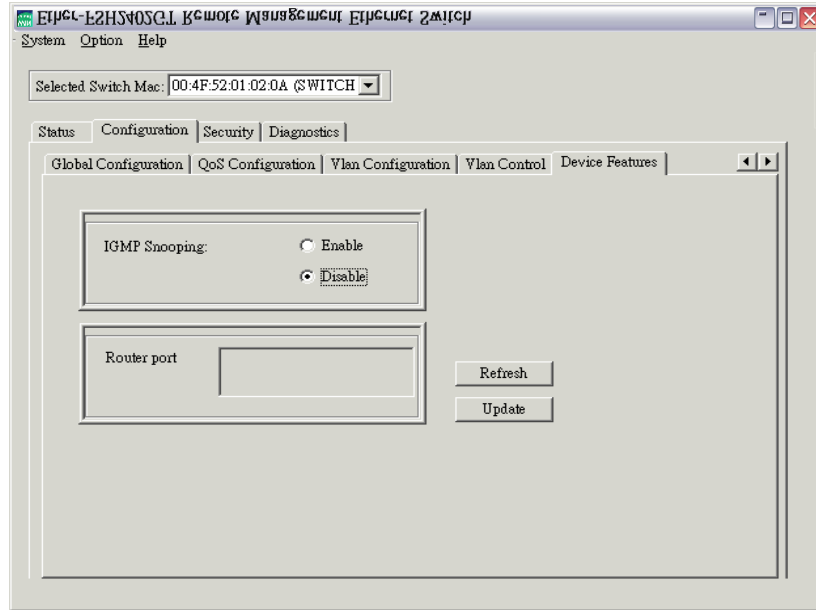 Ether-FSH2402GT Remote Management Ethernet Switch
System Option Help
Selected Switch Mac: 00:4F:52:01:02:0A (SWITCH
Status Configuration Security Diagnostics
Global Configuration QoS Configuration Vlan Configuration Vlan Control Device Features
IGMP Snooping: Enable
Disable
Router port
Refresh
Update